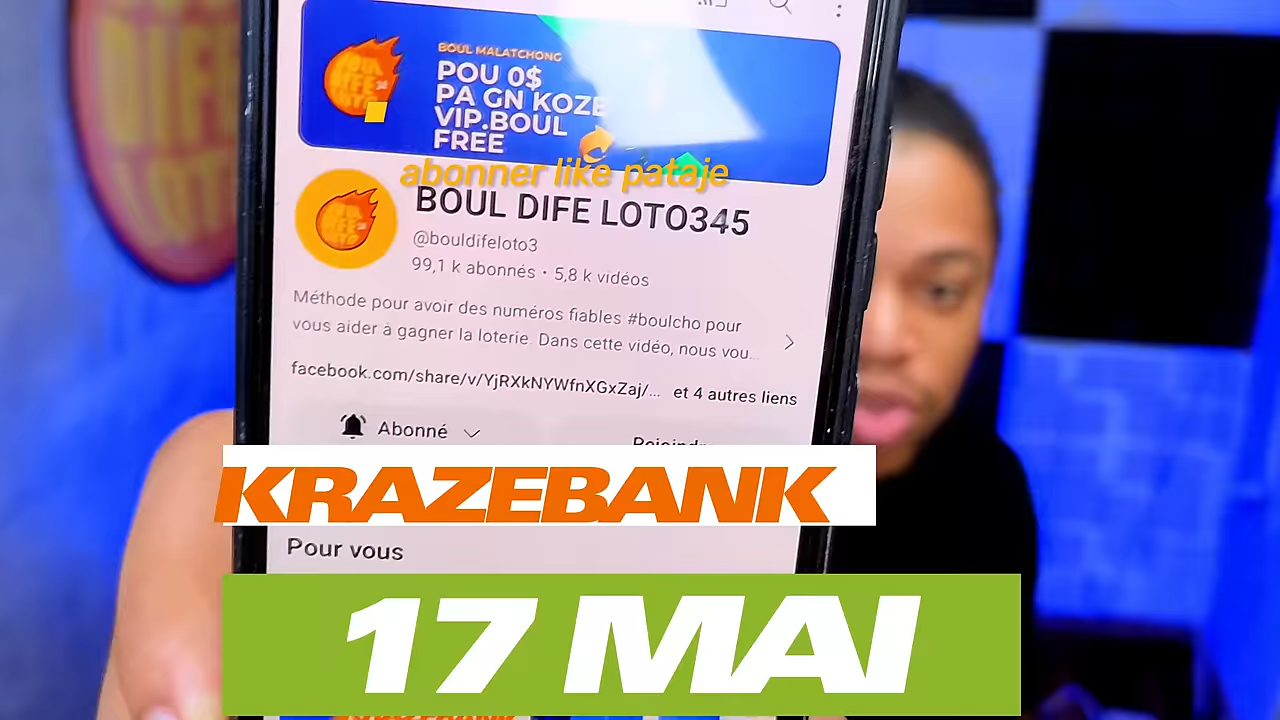 BOUL MALATCHONG
POU 0$
PA GN KOZE
VIP.BOUL
FREE
abonner like pataje
BOUL DIFE LOTO345
@bouldifeloto3
99,1 k abonnés · 5,8 k vidéos
Méthode pour avoir des numéros fiables #boulcho pour
vous aider à gagner la loterie. Dans cette vidéo, nous vou...
facebook.com/share/v/YjRXkNYWfnXGxZaj/... et 4 autres liens
Abonné
KRAZEBANK
Pour vous
17 MAI